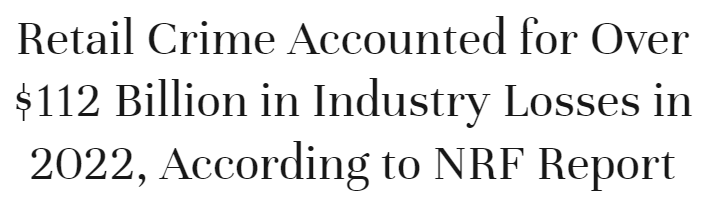 Retail Crime Accounted for Over
$112 Billion in Industry Losses in
2022, According to NRF Report